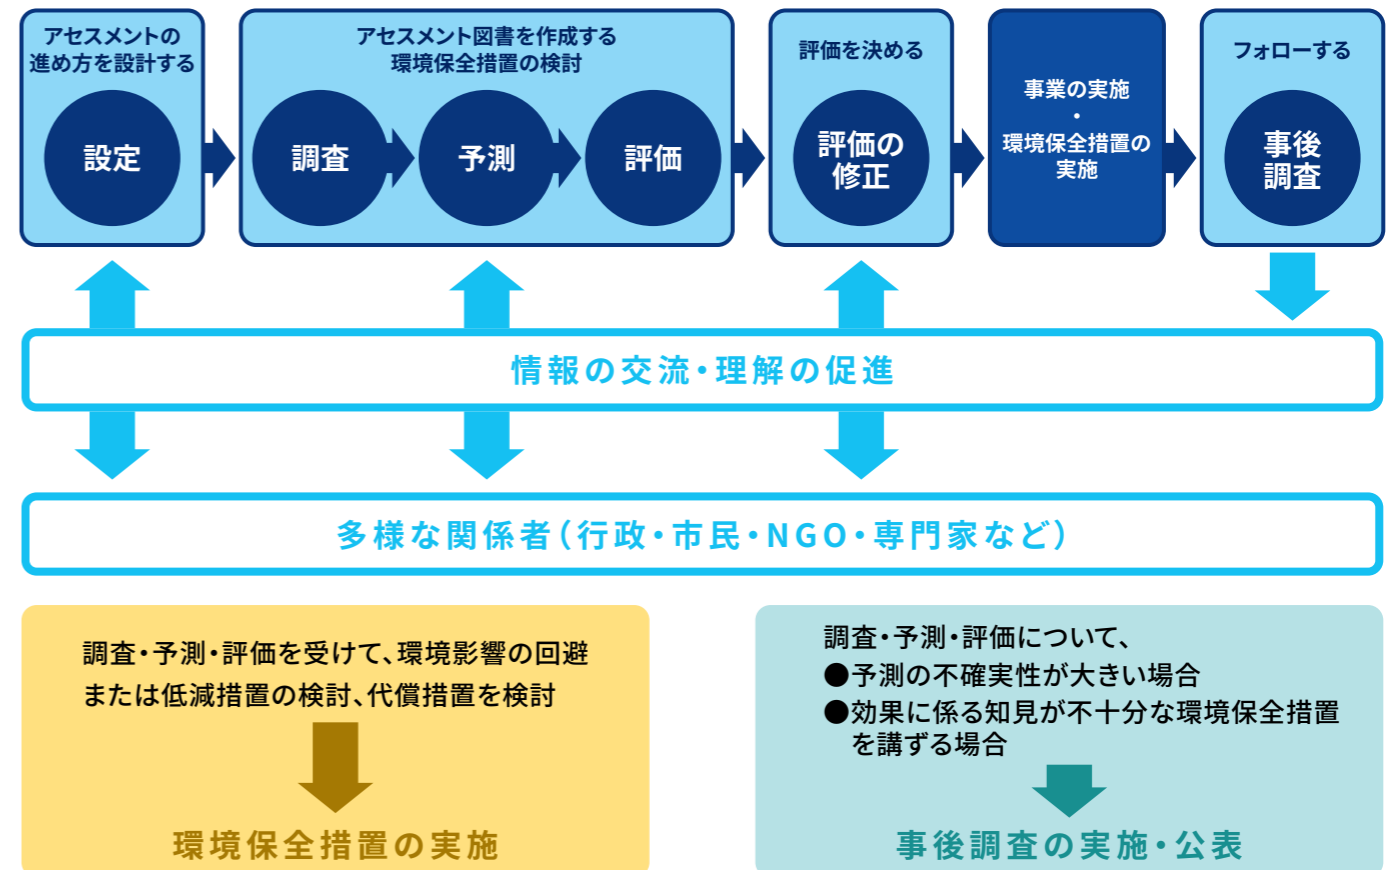 アセスメントの
進め方を設計する
設定
アセスメント図書を作成する
環境保全措置の検討
調査
予測
評価
評価を決める
評価の
修正
事業の実施
・
環境保全措置の
実施
フォローする
事後
調査
情報の交流・理解の促進
多様な関係者（行政・市民・NGO・専門家など）
調査・予測・評価を受けて、環境影響の回避
または低減措置の検討、代償措置を検討
環境保全措置の実施
調査・予測・評価について、
●予測の不確実性が大きい場合
●効果に係る知見が不十分な環境保全措置
を講ずる場合
事後調査の実施・公表